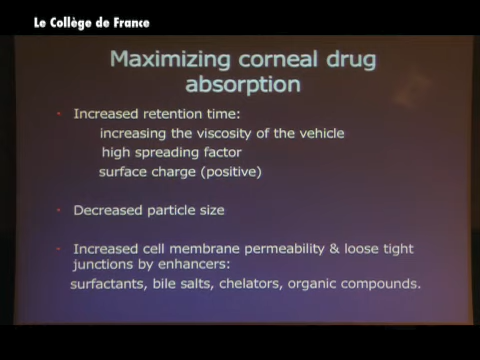 Le Collège de France
Maximizing corneal drug
absorption
Increased retention time:
increasing the viscosity of the vehicle
high spreading factor
surface charge (positive)
Decreased particle size
Increased cell membrane permeability & loose tight
junctions by enhancers:
surfactants, bile salts, chelators, organic compounds.